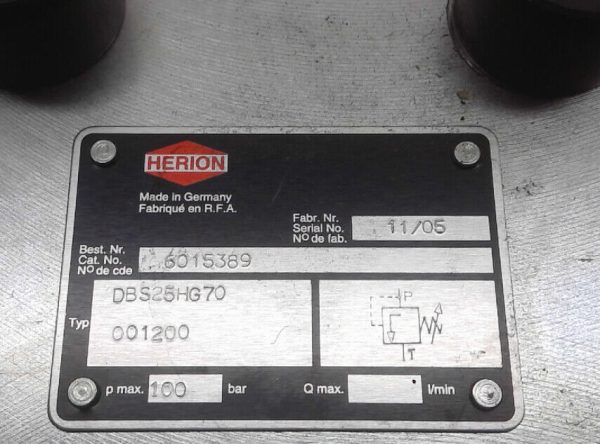 HERION
Made in Germany
Fabriqué en R.F.A.
Fabr. Nr.
Serial No. 11/05
Nº de fab.
Best. Nr.
Cat. No. 6015389
Nº de cde
DBS25HG70
Typ
001200
P
T
p max. 100 bar Q max. l/min